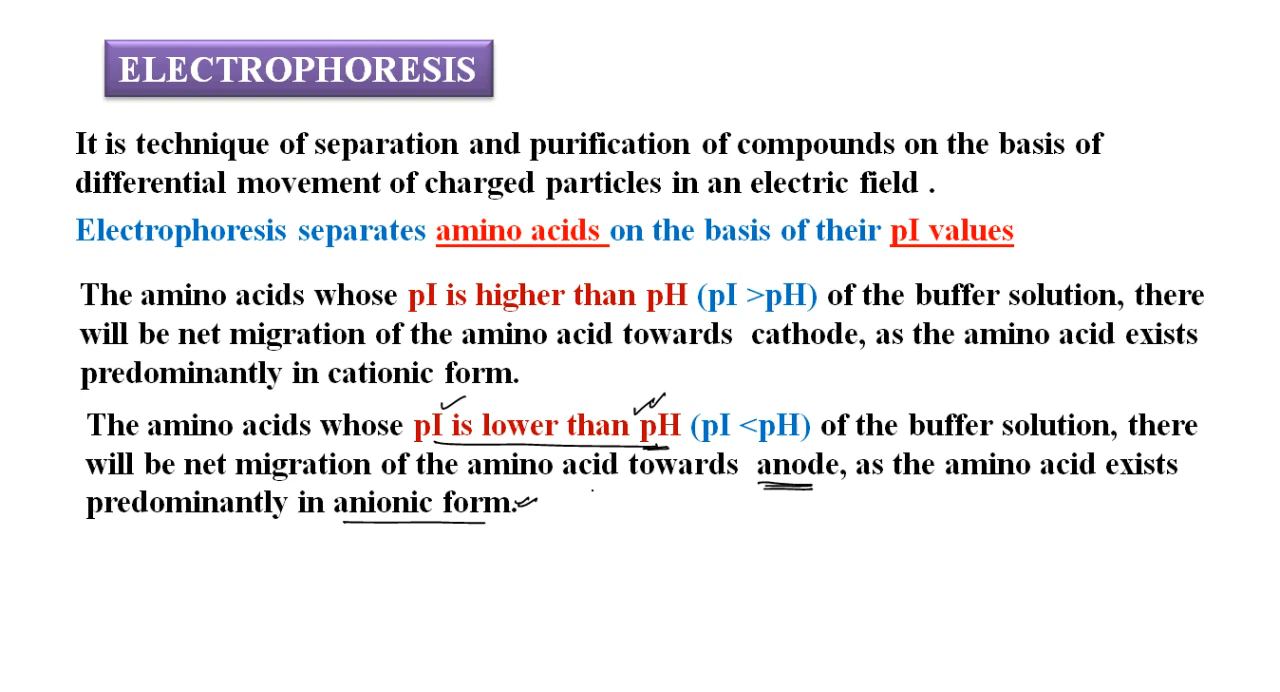 ELECTROPHORESIS
It is technique of separation and purification of compounds on the basis of
differential movement of charged particles in an electric field .
Electrophoresis separates amino acids on the basis of their pI values
The amino acids whose pI is higher than pH (pI >pH) of the buffer solution, there
will be net migration of the amino acid towards cathode, as the amino acid exists
predominantly in cationic form.
The amino acids whose pI is lower than pH (pI <pH) of the buffer solution, there
will be net migration of the amino acid towards anode, as the amino acid exists
predominantly in anionic form.